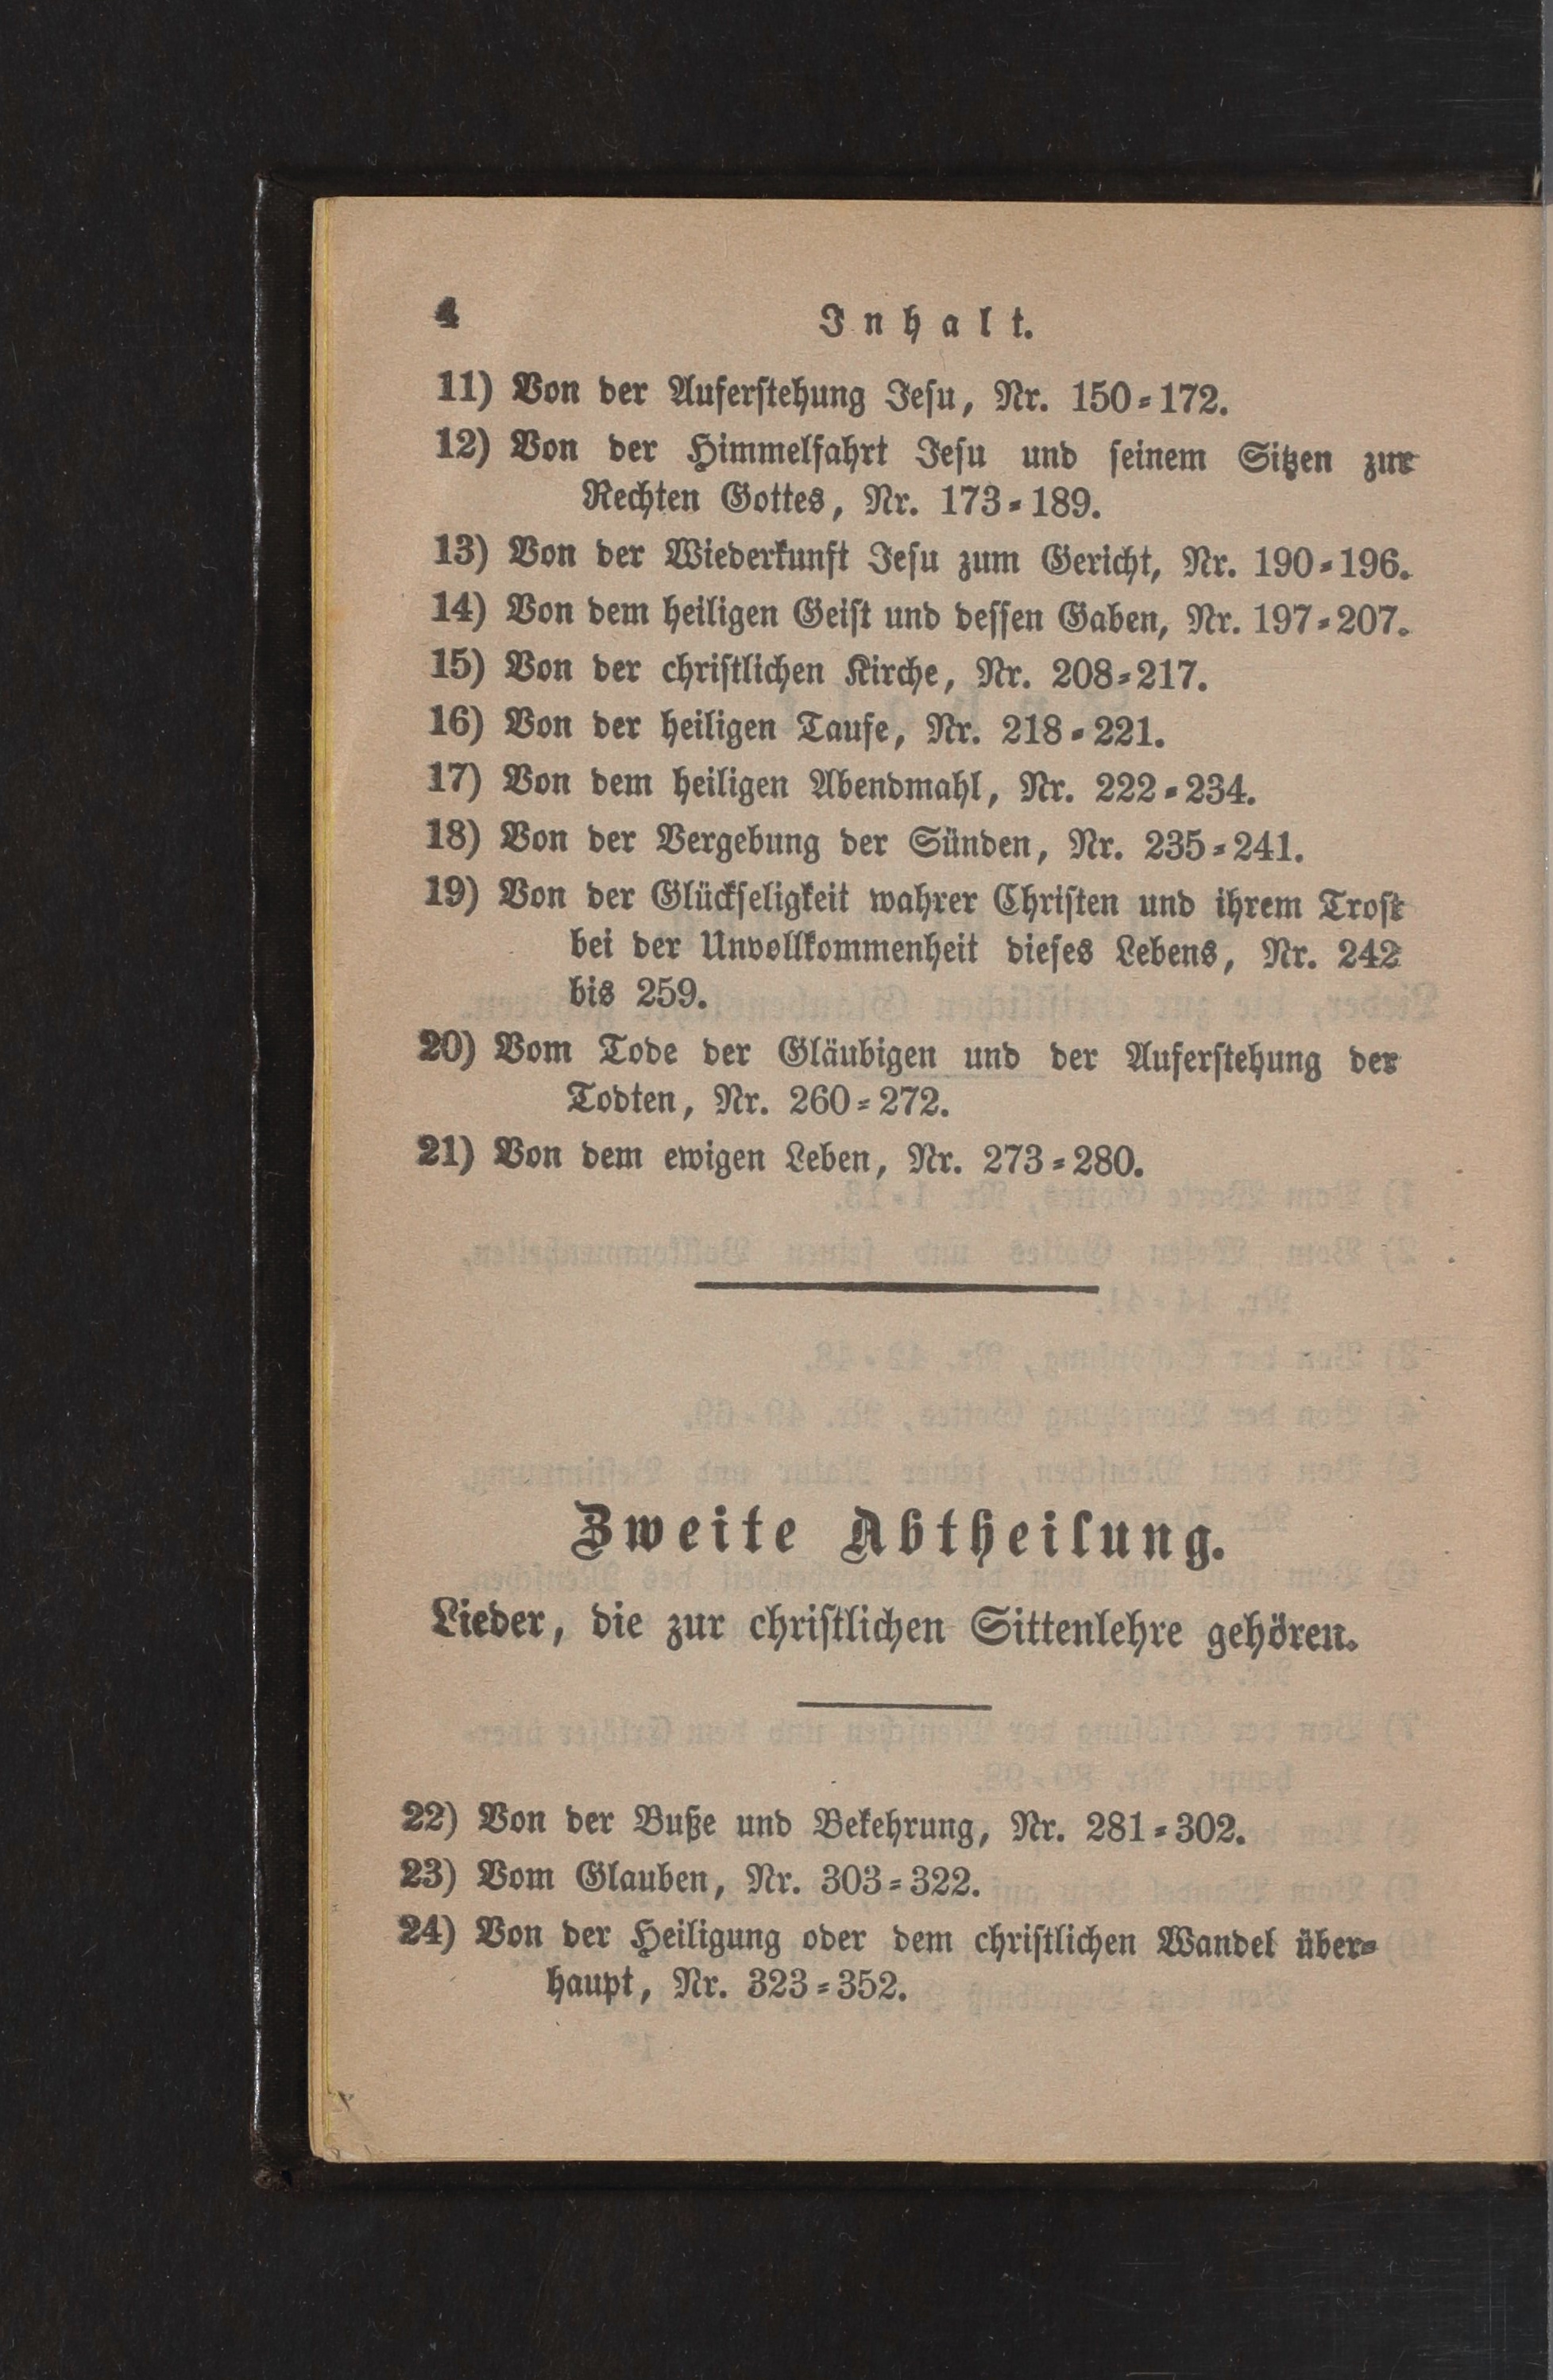 4 Inhalt.
11) Von der Auferſtehung Jeſu, Nr. 150⸗172.
12) Von der Himmelfahrt Jeſu und ſeinem Sitzen zur
Rechten Gottes, Nr. 173⸗189.
13) Von der Wiederkunft Jeſu zum Gericht, Nr. 190⸗196.
14) Von dem heiligen Geiſt und deſſen Gaben, Nr. 197⸗207.
15) Von der chriſtlichen Kirche, Nr. 208⸗217.
16) Von der heiligen Taufe, Nr. 218⸗221.
17) Von dem heiligen Abendmahl, Nr. 222⸗234.
18) Von der Vergebung der Sünden, Nr. 235⸗241.
19) Von der Glückſeligkeit wahrer Chriſten und ihrem Troſt
bei der Unvollkommenheit dieſes Lebens, Nr. 242
bis 259.
20) Vom Tode der Gläubigen und der Auferſtehung der
Todten, Nr. 260⸗272.
21) Von dem ewigen Leben, Nr. 273⸗280.
Zweite Abtheilung.
Lieder, die zur chriſtlichen Sittenlehre gehören.
22) Von der Buße und Bekehrung, Nr. 281⸗302.
23) Vom Glauben, Nr. 303⸗322.
24) Von der Heiligung oder dem chriſtlichen Wandel über⸗
haupt, Nr. 323⸗352.